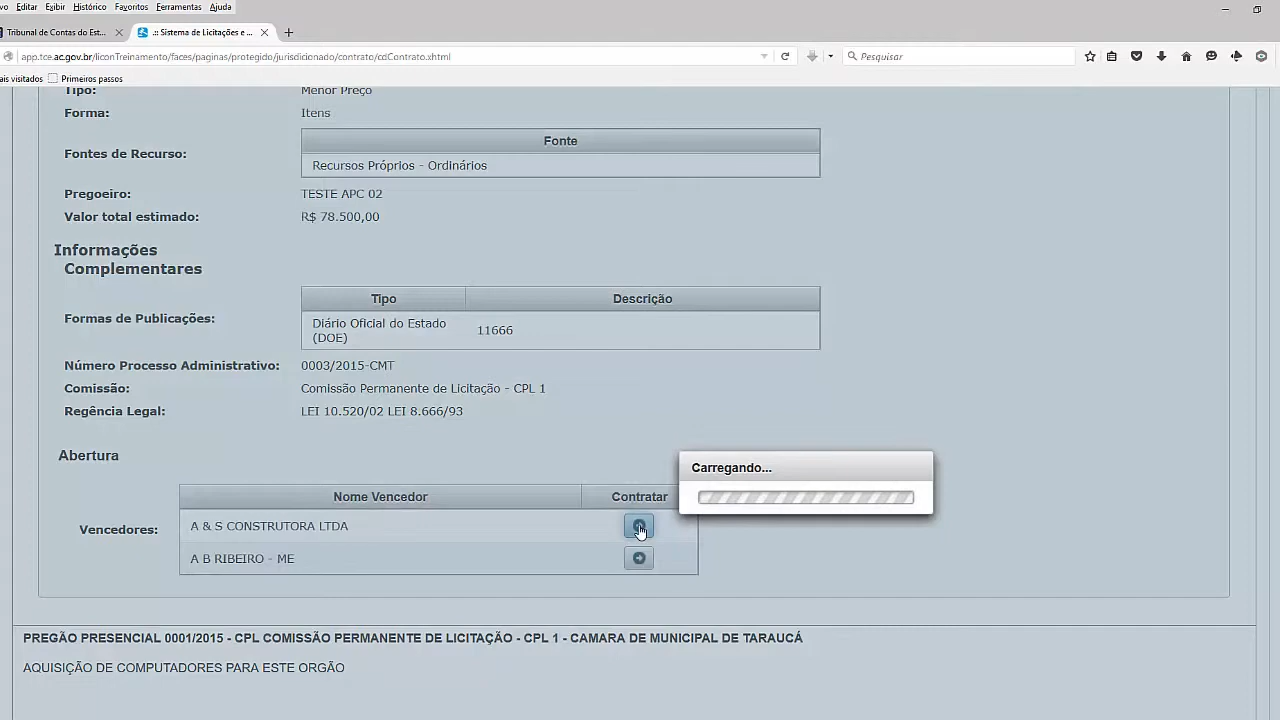 vo Editar Exibir Histórico Favoritos Ferramentas Ajuda
Tribunal de Contas do Est... .:: Sistema de Licitações e ...
app.tce.ac.gov.br/liconTreinamento/faces/paginas/protegido/jurisdicionado/contrato/cdContrato.xhtml Pesquisar
ais visitados Primeiros passos
Tipo: Menor Preço
Forma: Itens
Fonte
Fontes de Recurso: Recursos Próprios - Ordinários
Pregoeiro: TESTE APC 02
Valor total estimado: R$ 78.500,00
Informações
Complementares
Tipo Descrição
Formas de Publicações: Diário Oficial do Estado (DOE) 11666
Número Processo Administrativo: 0003/2015-CMT
Comissão: Comissão Permanente de Licitação - CPL 1
Regência Legal: LEI 10.520/02 LEI 8.666/93
Abertura
Carregando...
Nome Vencedor Contratar
Vencedores: A & S CONSTRUTORA LTDA
A B RIBEIRO - ME
PREGÃO PRESENCIAL 0001/2015 - CPL COMISSÃO PERMANENTE DE LICITAÇÃO - CPL 1 - CAMARA DE MUNICIPAL DE TARAUCÁ
AQUISIÇÃO DE COMPUTADORES PARA ESTE ORGÃO